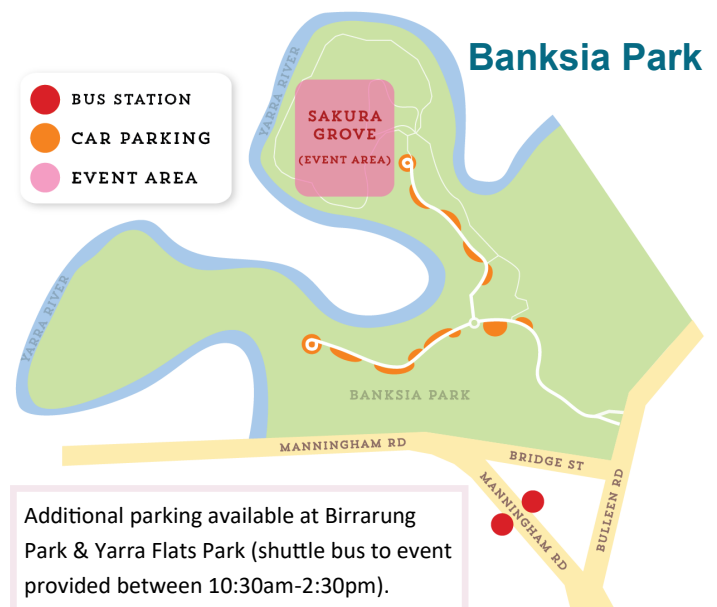 Banksia Park
BUS STATION
CAR PARKING
EVENT AREA
YARRA RIVER
SAKURA
GROVE
(EVENT AREA)
YARRA RIVER
BANKSIA PARK
MANNINGHAM RD
BRIDGE ST
MANNINGHAM RD
BULLEEN RD
Additional parking available at Birrarung
Park & Yarra Flats Park (shuttle bus to event
provided between 10:30am-2:30pm).